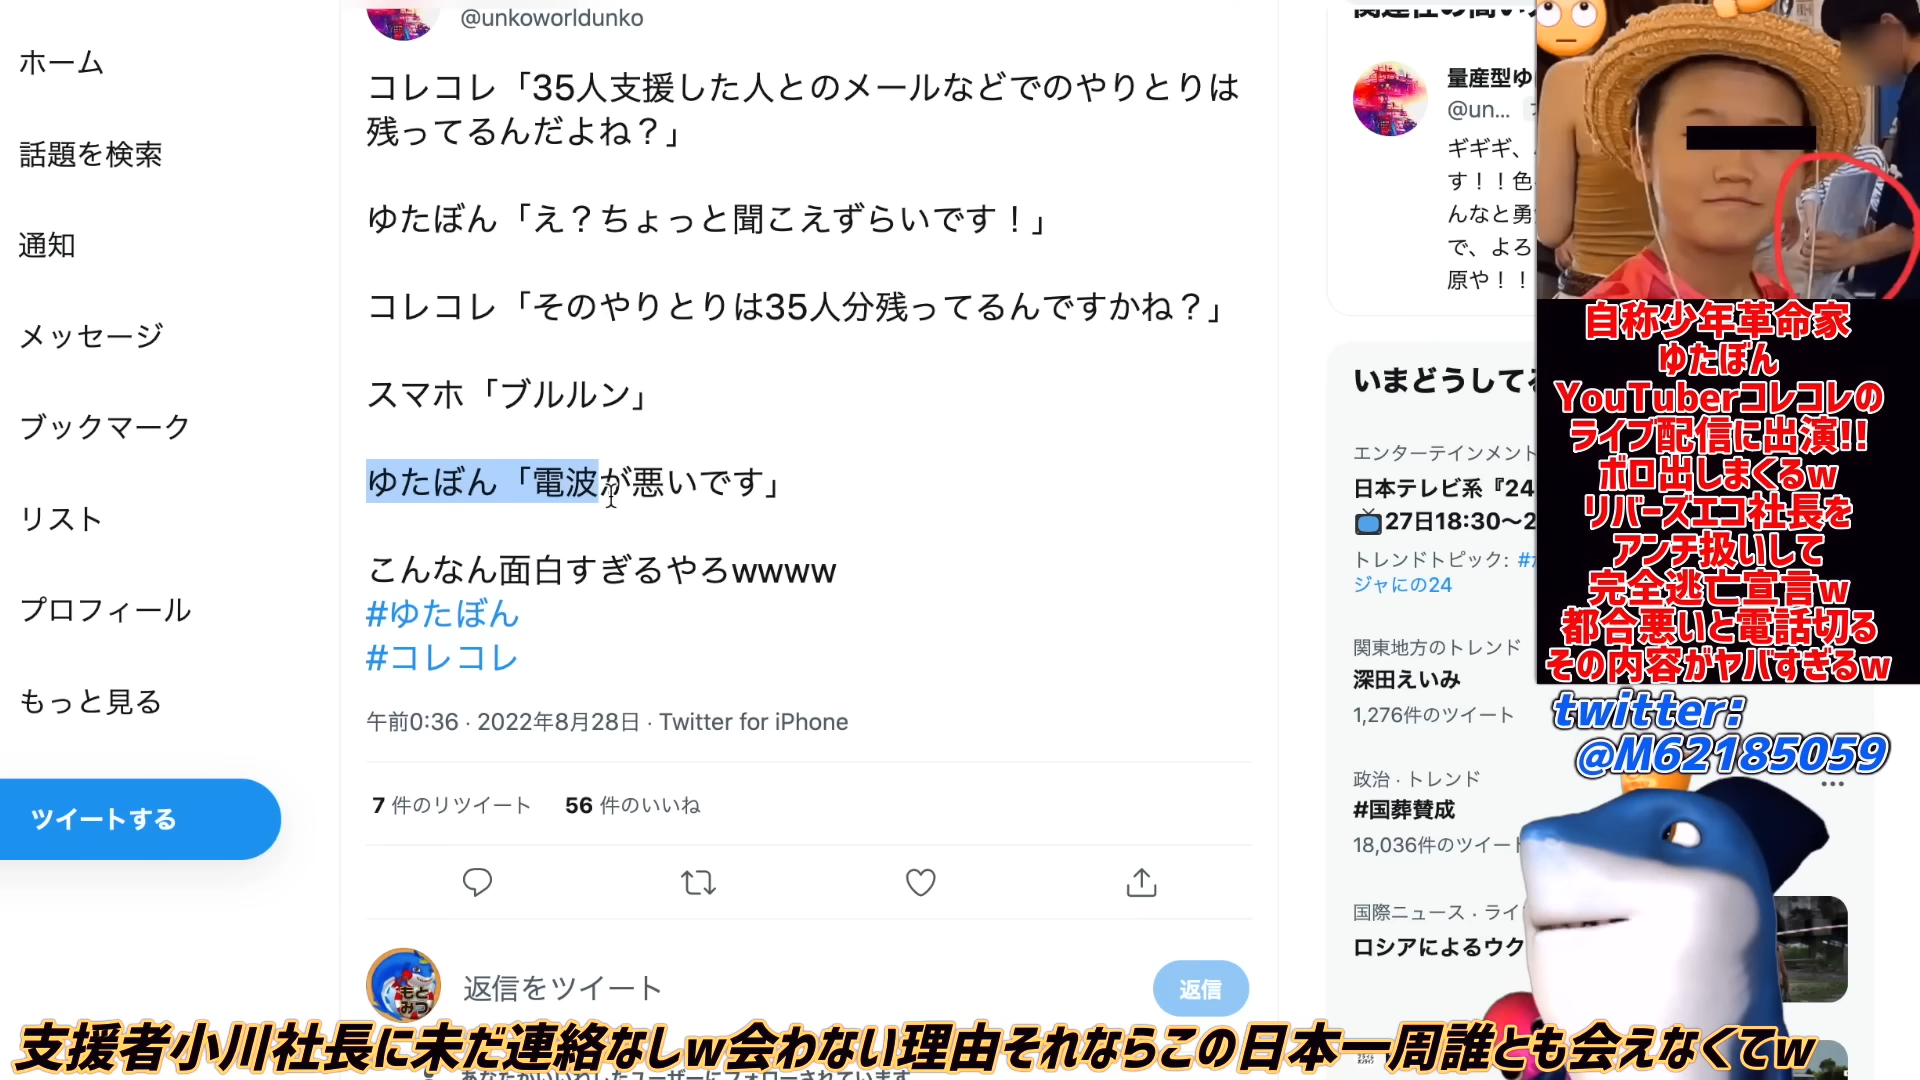 ホーム
話題を検索
通知
メッセージ
ブックマーク
リスト
プロフィール
もっと見る
ツイートする
@unkoworldunko
コレコレ「35人支援した人とのメールなどでのやりとりは
残ってるんだよね？」
ゆたぼん「え？ちょっと聞こえずらいです！」
コレコレ「そのやりとりは35人分残ってるんですかね？」
スマホ「ブルルン」
ゆたぼん「電波が悪いです」
こんなん面白すぎるやろwwww
#ゆたぼん
#コレコレ
午前0:36 · 2022年8月28日 · Twitter for iPhone
7 件のリツイート 56 件のいいね
返信をツイート
返信
もと
みつ
量産型ゆ
@un...
ギギギ、
す！！色
んなと勇
で、よろ
原や！！
いまどうして
エンターテインメント
日本テレビ系『24
27日18:30〜2
トレンドトピック: #
ジャにの24
関東地方のトレンド
深田えいみ
1,276件のツイート
政治 · トレンド
#国葬賛成
18,036件のツイート
国際ニュース · ライ
ロシアによるウク
自称少年革命家
ゆたぼん
YouTuberコレコレの
ライブ配信に出演!!
ボロ出しまくるw
リバーズエコ社長を
アンチ扱いして
完全逃亡宣言w
都合悪いと電話切る
その内容がヤバすぎるw
twitter:
@M62185059
支援者小川社長に未だ連絡なしw会わない理由それならこの日本一周誰とも会えなくてw